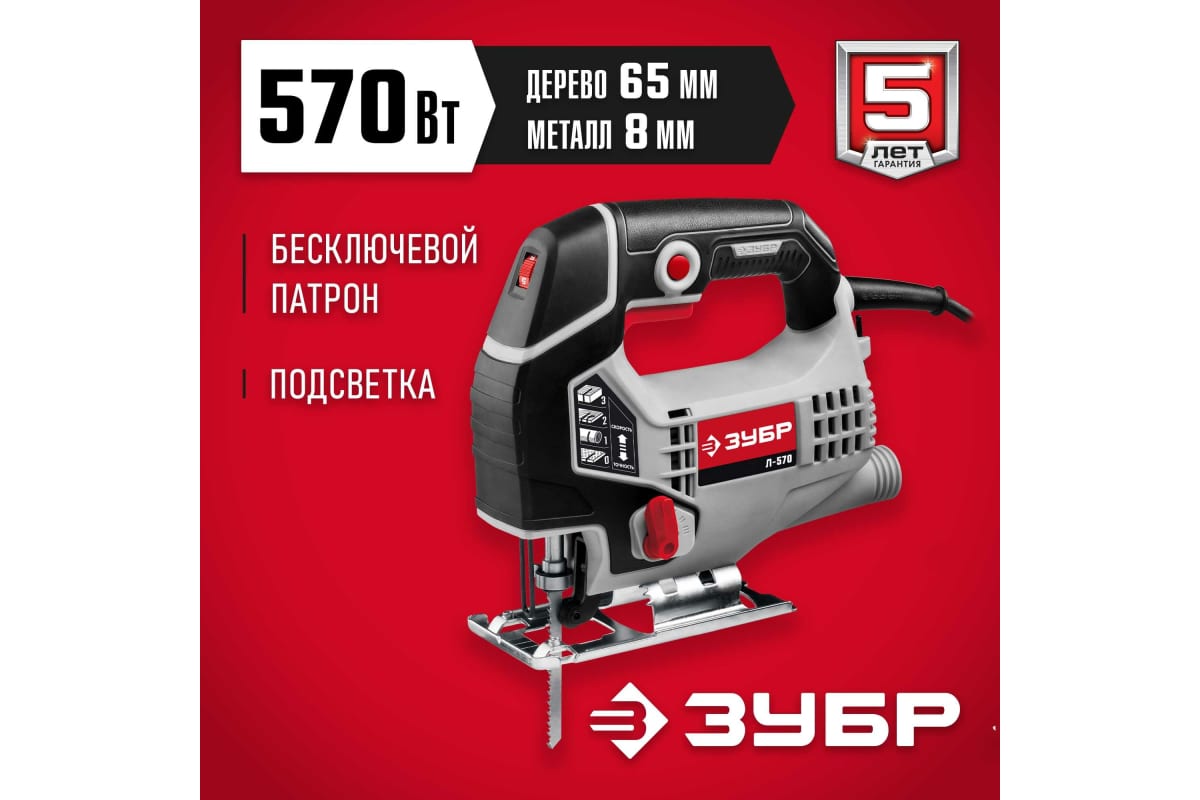 570 Вт
ДЕРЕВО 65 ММ
МЕТАЛЛ 8 ММ
5
ЛЕТ
ГАРАНТИЯ
БЕСКЛЮЧЕВОЙ
ПАТРОН
ПОДСВЕТКА
ЗУБР
3
2
1
0
СКОРОСТЬ
ТОЧНОСТЬ
ЗУБР
Л-570
ЗУБР